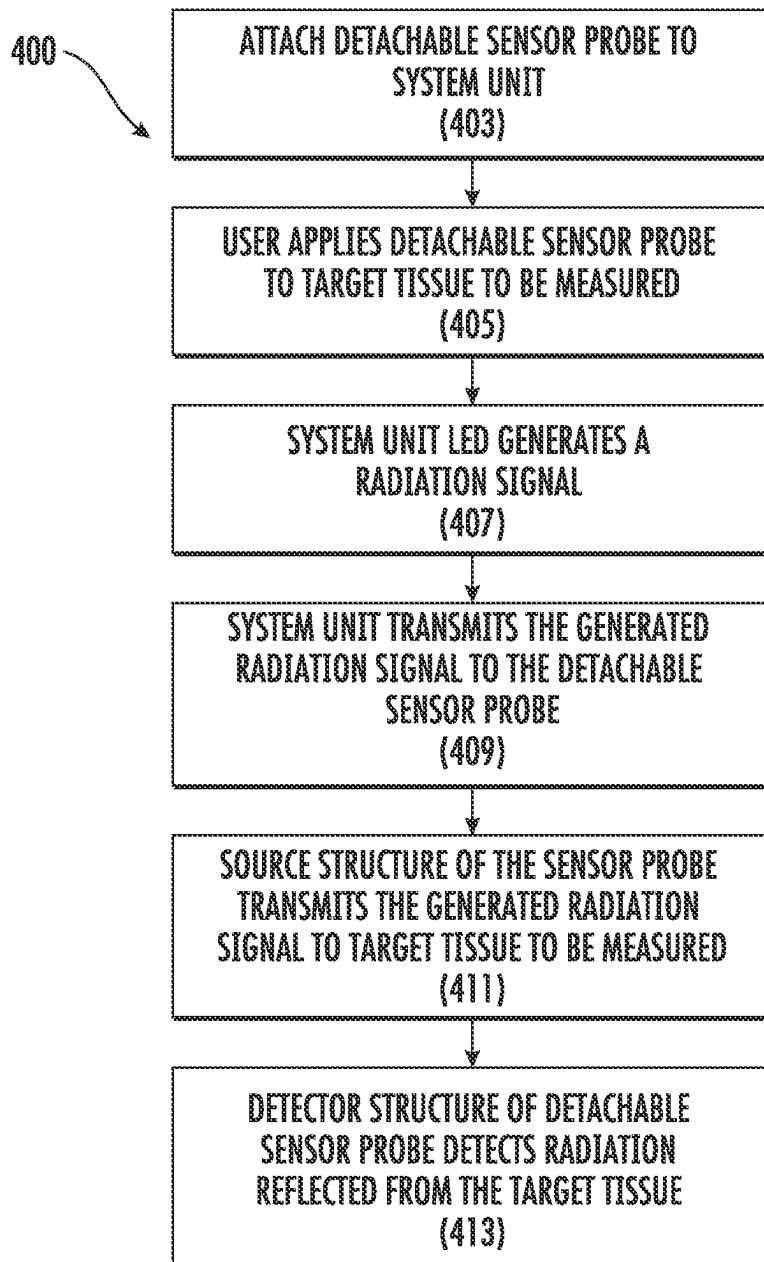 400
ATTACH DETACHABLE SENSOR PROBE TO
SYSTEM UNIT
(403)
USER APPLIES DETACHABLE SENSOR PROBE
TO TARGET TISSUE TO BE MEASURED
(405)
SYSTEM UNIT LED GENERATES A
RADIATION SIGNAL
(407)
SYSTEM UNIT TRANSMITS THE GENERATED
RADIATION SIGNAL TO THE DETACHABLE
SENSOR PROBE
(409)
SOURCE STRUCTURE OF THE SENSOR PROBE
TRANSMITS THE GENERATED RADIATION
SIGNAL TO TARGET TISSUE TO BE MEASURED
(411)
DETECTOR STRUCTURE OF DETACHABLE
SENSOR PROBE DETECTS RADIATION
REFLECTED FROM THE TARGET TISSUE
(413)